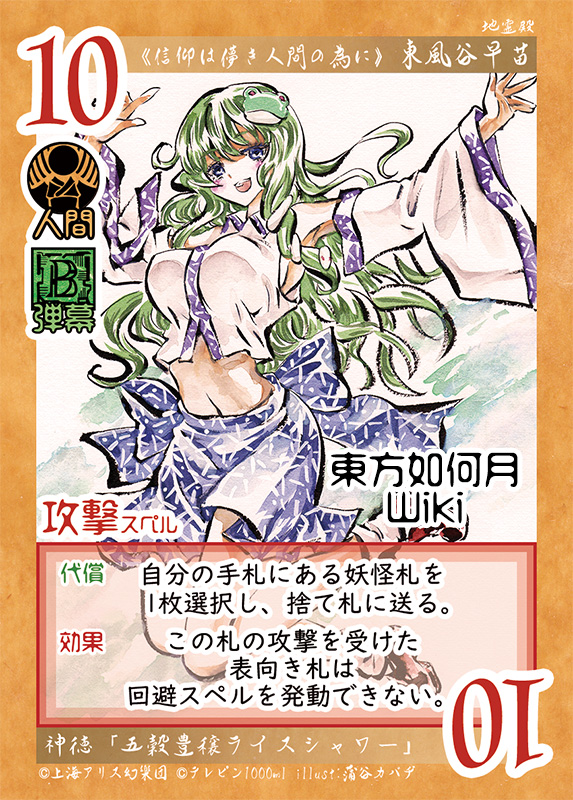 地霊殿
10
《信仰は儚き人間の為に》 東風谷早苗
人間
B
弾幕
東方如何月
Wiki
攻撃スペル
代償 自分の手札にある妖怪札を
1枚選択し、捨て札に送る。
効果 この札の攻撃を受けた
表向き札は
回避スペルを発動できない。
10
神徳「五穀豊穣ライスシャワー」
©上海アリス幻樂団 ©テレビン1000ml illust:蒲谷カバヂ